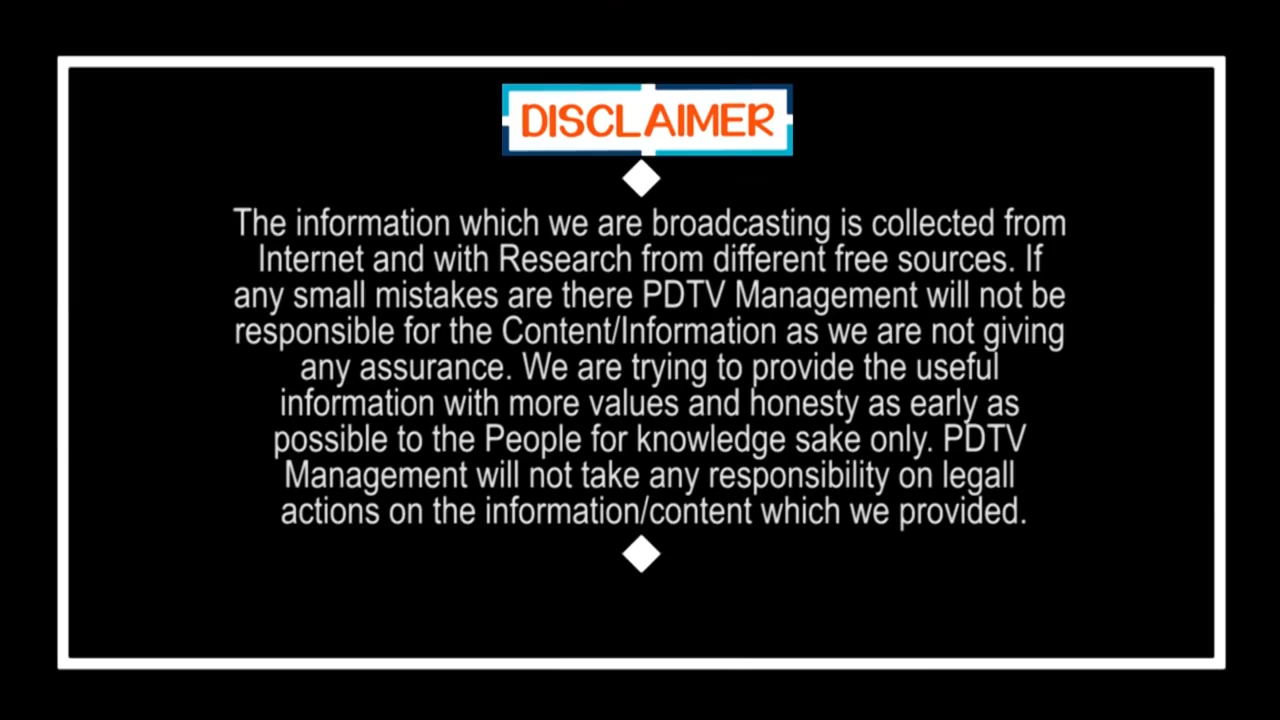 DISCLAIMER
The information which we are broadcasting is collected from
Internet and with Research from different free sources. If
any small mistakes are there PDTV Management will not be
responsible for the Content/Information as we are not giving
any assurance. We are trying to provide the useful
information with more values and honesty as early as
possible to the People for knowledge sake only. PDTV
Management will not take any responsibility on legall
actions on the information/content which we provided.